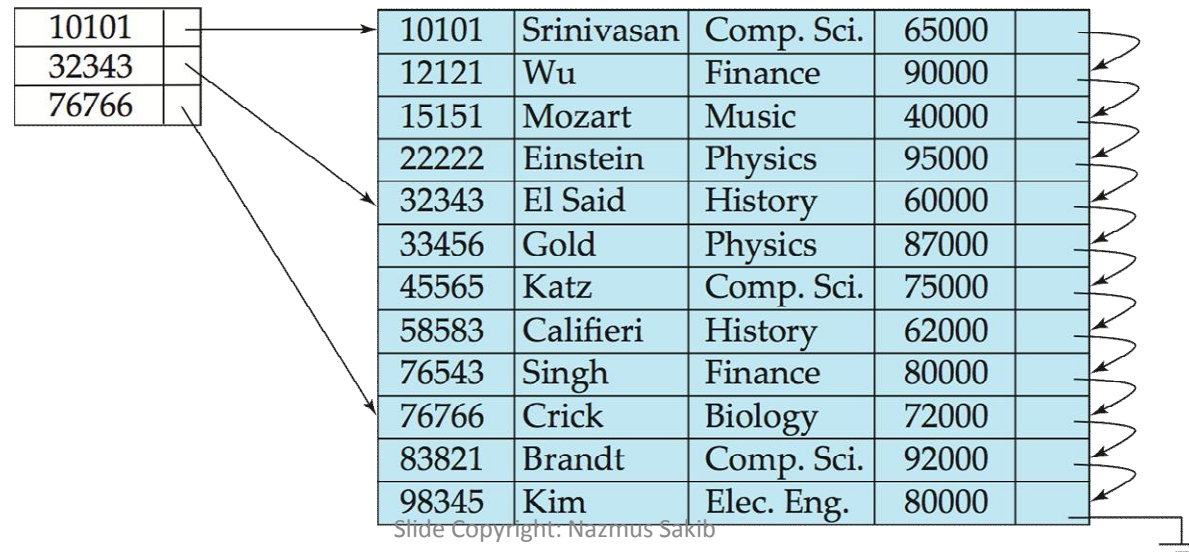 10101
32343
76766
10101 Srinivasan Comp. Sci. 65000
12121 Wu Finance 90000
15151 Mozart Music 40000
22222 Einstein Physics 95000
32343 El Said History 60000
33456 Gold Physics 87000
45565 Katz Comp. Sci. 75000
58583 Califieri History 62000
76543 Singh Finance 80000
76766 Crick Biology 72000
83821 Brandt Comp. Sci. 92000
98345 Kim Elec. Eng. 80000
Slide Copyright: Nazmus Sakib